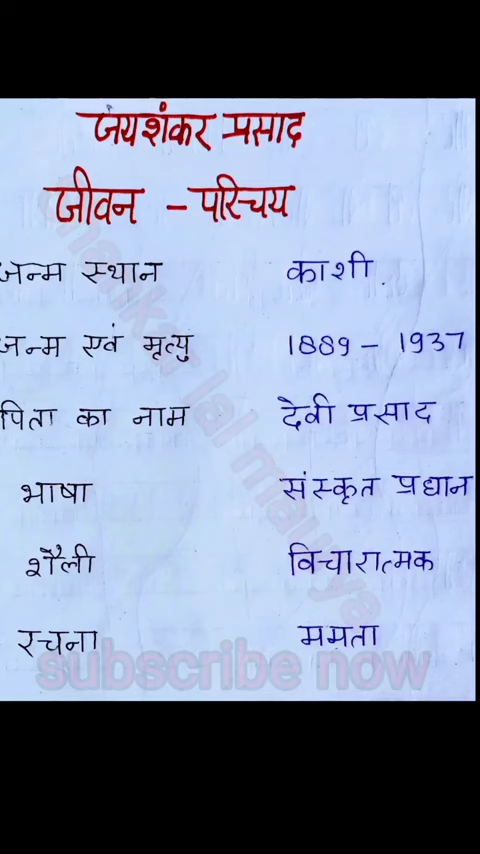 जयशंकर प्रसाद
जीवन - परिचय
जन्म स्थान काशी
जन्म एवं मृत्यु 1889 - 1937
पिता का नाम देवी प्रसाद
भाषा संस्कृत प्रधान
शैली विचारात्मक
रचना ममता
subscribe now